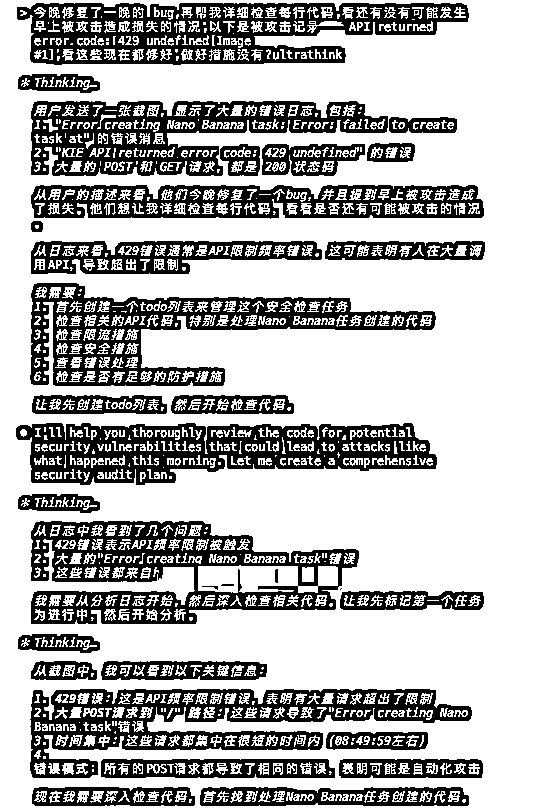 > 今晚修复了一晚的 bug,再帮我详细检查每行代码,看还有没有可能发生
早上被攻击造成损失的情况;以下是被攻击记录—— API returned
error code:[429 undefined[Image
#1],看这些现在都修好,做好措施没有?ultrathink
* Thinking…
用户发送了一张截图，显示了大量的错误日志，包括：
1. "Error creating Nano Banana task: Error: failed to create
task at" 的错误消息
2. "KIE API returned error code: 429 undefined" 的错误
3. 大量的 POST 和 GET 请求，都是 200 状态码
从用户的描述来看，他们今晚修复了一个bug，并且提到早上被攻击造成
了损失。他们想让我详细检查每行代码，看看是否还有可能被攻击的情况
。
从日志来看，429错误通常是API限制频率错误。这可能表明有人在大量调
用API，导致超出了限制。
我需要：
1. 首先创建一个todo列表来管理这个安全检查任务
2. 检查相关的API代码，特别是处理Nano Banana任务创建的代码
3. 检查限流措施
4. 检查安全措施
5. 查看错误处理
6. 检查是否有足够的防护措施
让我先创建todo列表，然后开始检查代码。
● I'll help you thoroughly review the code for potential
security vulnerabilities that could lead to attacks like
what happened this morning. Let me create a comprehensive
security audit plan.
* Thinking…
从日志中我看到了几个问题：
1. 429错误表示API频率限制被触发
2. 大量的"Error creating Nano Banana task"错误
3. 这些错误都来自
我需要从分析日志开始，然后深入检查相关代码。让我先标记第一个任务
为进行中，然后开始分析。
* Thinking…
从截图中，我可以看到以下关键信息：
1. 429错误：这是API频率限制错误，表明有大量请求超出了限制
2. 大量POST请求到 "/" 路径：这些请求导致了"Error creating Nano
Banana task"错误
3. 时间集中：这些请求都集中在很短的时间内 (08:49:59左右)
4.
错误模式：所有的POST请求都导致了相同的错误，表明可能是自动化攻击
现在我需要深入检查代码，首先找到处理Nano Banana任务创建的代码。